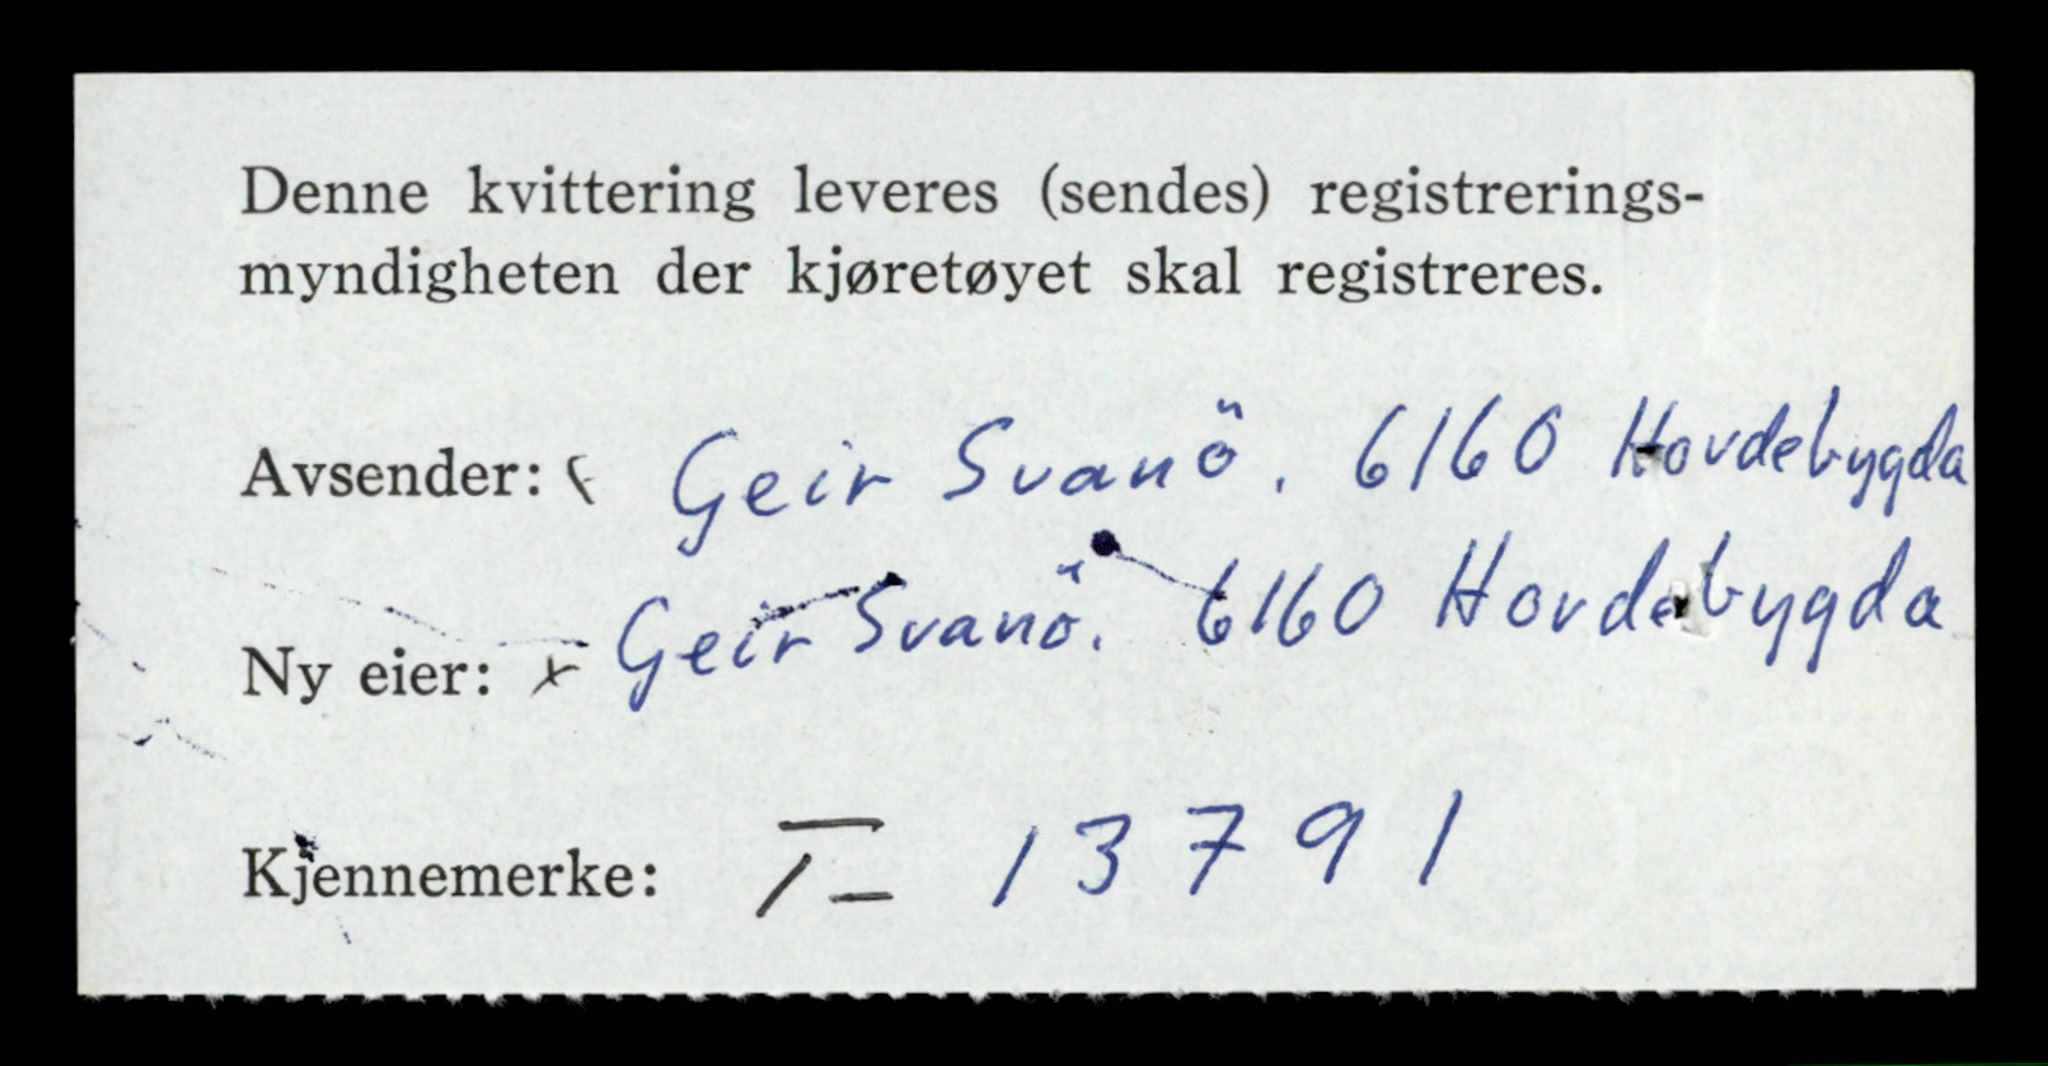 Denne kvittering leveres (sendes) registrerings-
myndigheten der kjøretøyet skal registreres.
Avsender: Geir Svanö. 6160 Hovdebygda
Ny eier: x Geir Svanö. 6160 Hovdebygda
Kjennemerke: T- 13791